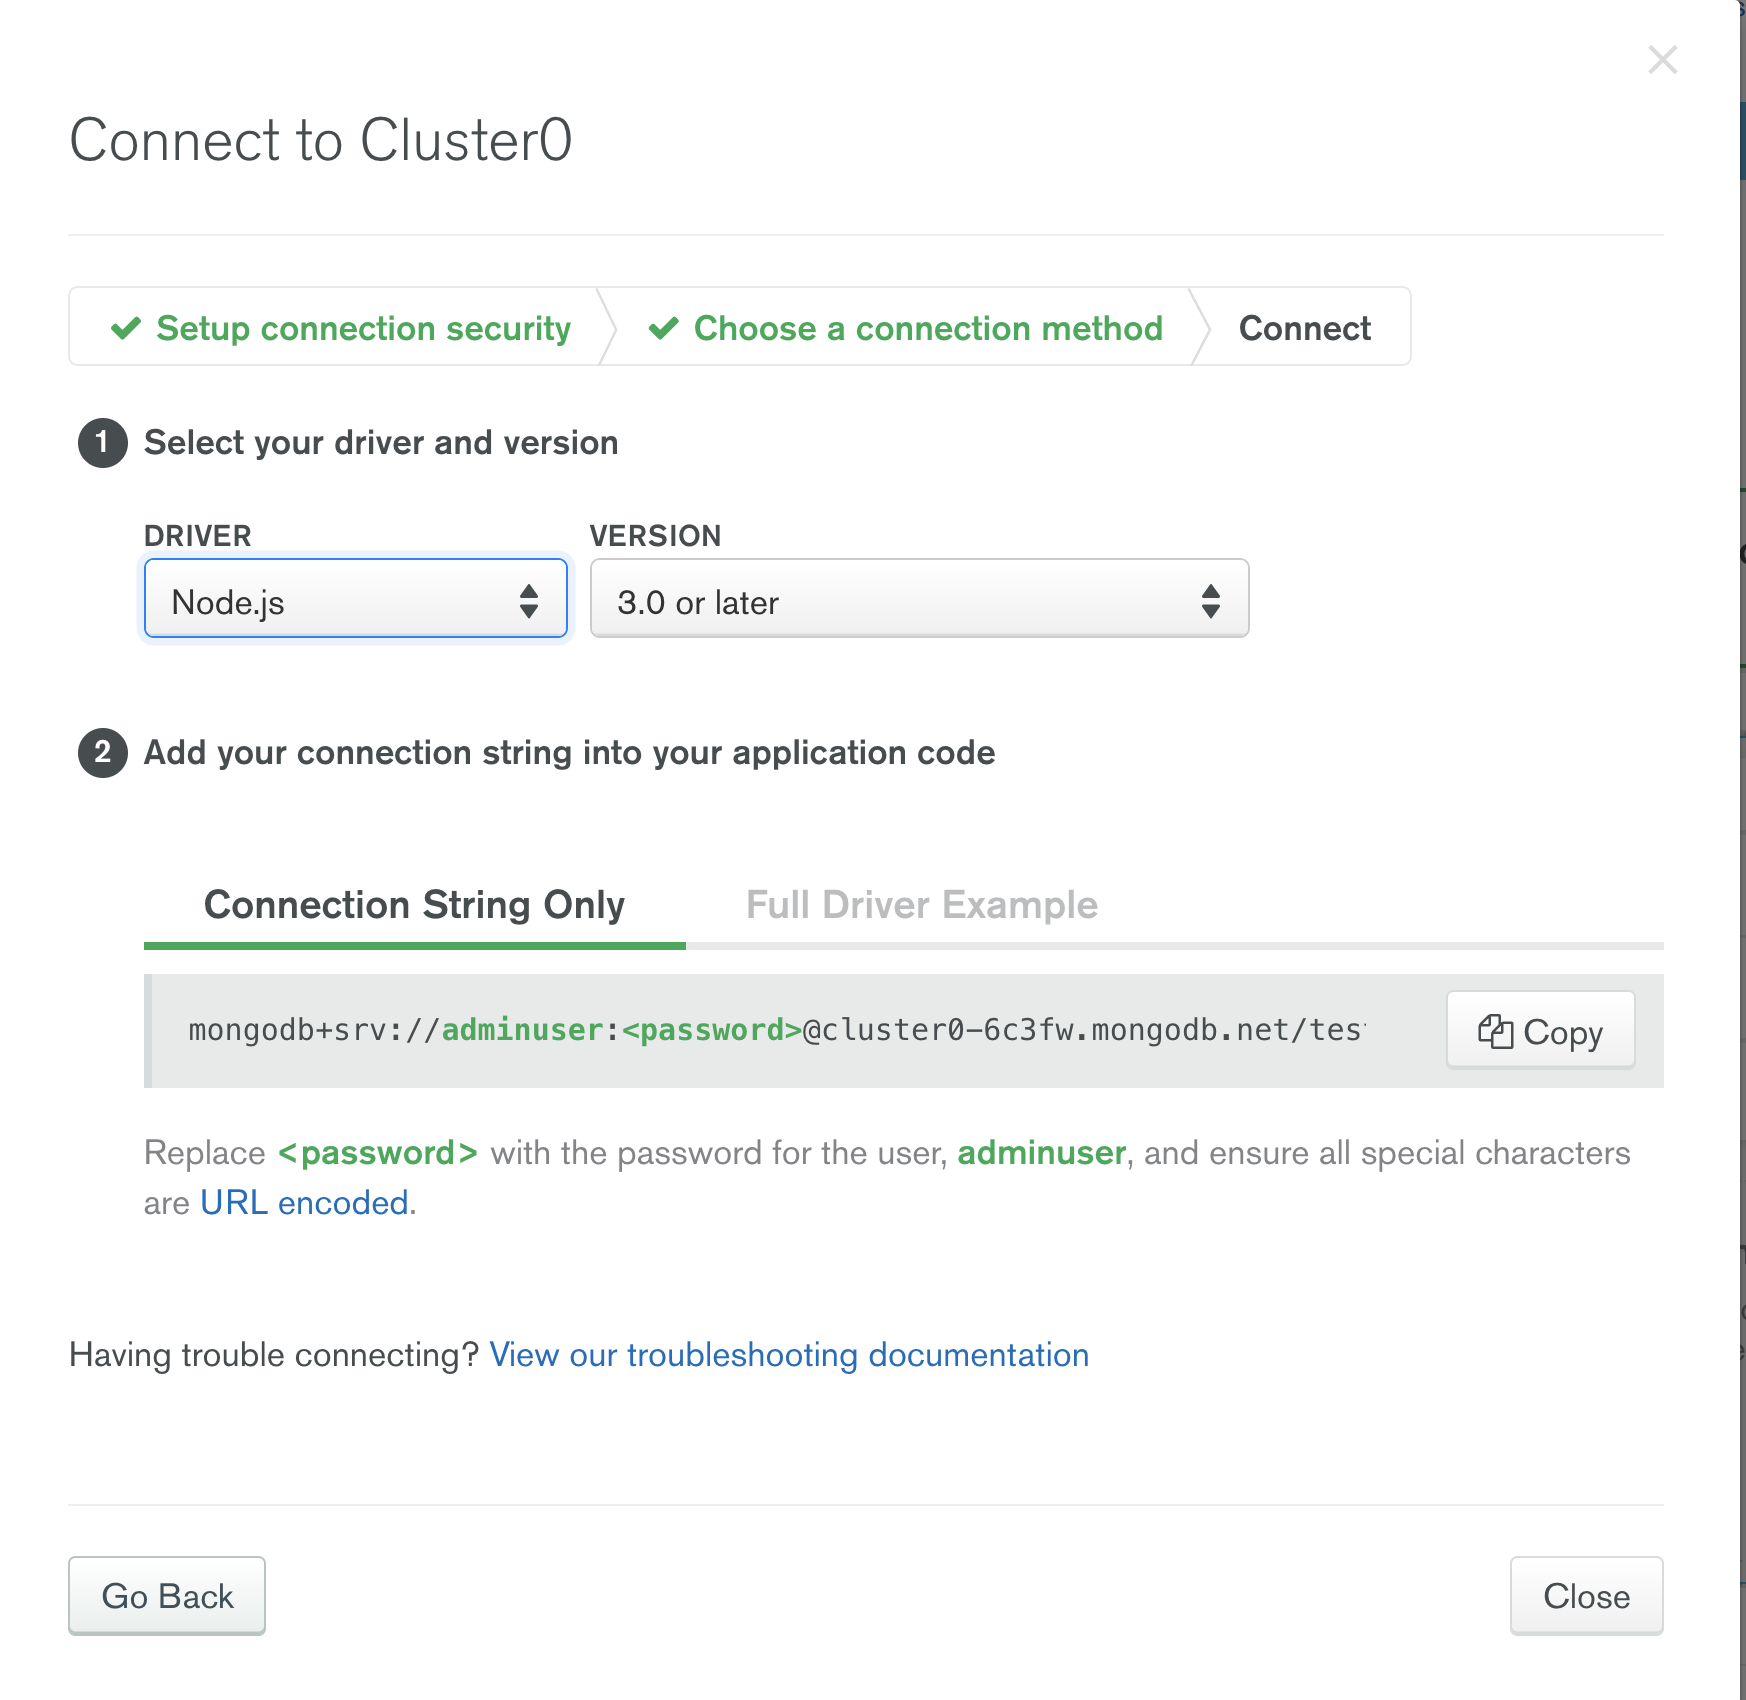 Connect to Cluster0
Setup connection security
Choose a connection method
Connect
1 Select your driver and version
DRIVER
VERSION
Node.js
3.0 or later
2 Add your connection string into your application code
Connection String Only
Full Driver Example
mongodb+srv://adminuser:<password>@cluster0-6c3fw.mongodb.net/tes
Copy
Replace <password> with the password for the user, adminuser, and ensure all special characters
are URL encoded.
Having trouble connecting? View our troubleshooting documentation
Go Back
Close